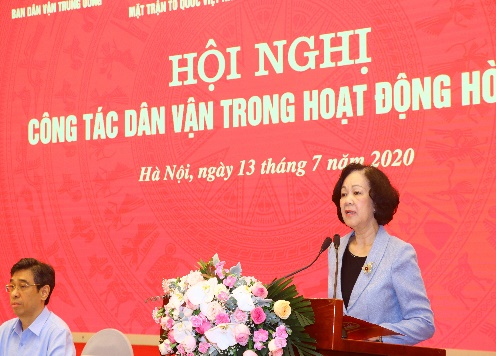 BAN DÂN VẬN TRUNG ƯƠNG
MẶT TRẬN TỔ QUỐC VIỆT
HỘI NGHỊ
CÔNG TÁC DÂN VẬN TRONG HOẠT ĐỘNG HÒ
Hà Nội, ngày 13 tháng 7 năm 2020